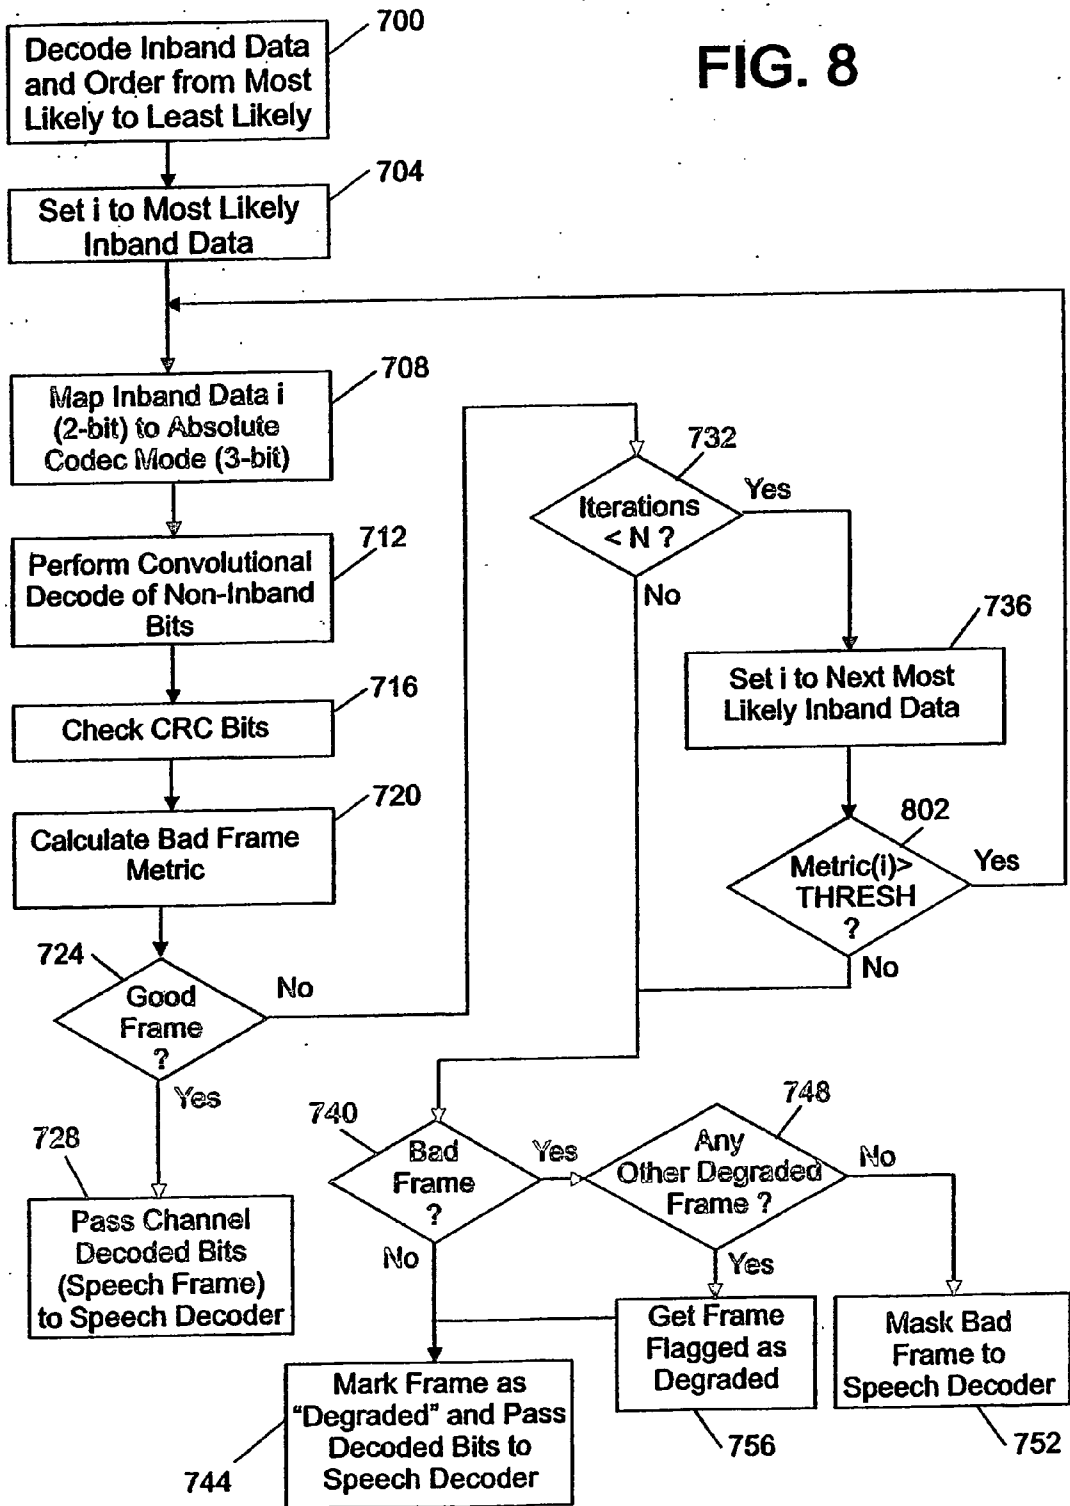 700
FIG. 8
Decode Inband Data
and Order from Most
Likely to Least Likely
704
Set i to Most Likely
Inband Data
708
Map Inband Data i
(2-bit) to Absolute
Codec Mode (3-bit)
712
Perform Convolutional
Decode of Non-Inband
Bits
716
Check CRC Bits
720
Calculate Bad Frame
Metric
724
Good
Frame
?
No
Yes
728
Pass Channel
Decoded Bits
(Speech Frame)
to Speech Decoder
732
Iterations
< N ?
Yes
No
736
Set i to Next Most
Likely Inband Data
802
Metric(i)>
THRESH
?
Yes
No
740
Bad
Frame
?
Yes
No
748
Any
Other Degraded
Frame ?
No
Yes
Mark Frame as
"Degraded" and Pass
Decoded Bits to
Speech Decoder
744
Get Frame
Flagged as
Degraded
756
Mask Bad
Frame to
Speech Decoder
752